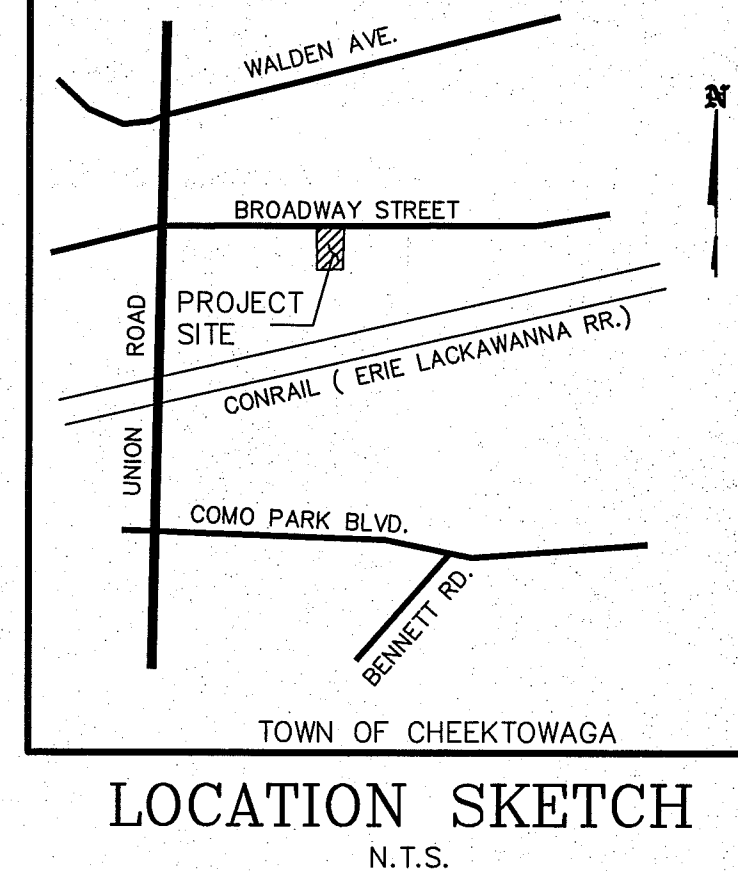 WALDEN AVE.
N
BROADWAY STREET
PROJECT
SITE
UNION ROAD
CONRAIL ( ERIE LACKAWANNA RR.)
COMO PARK BLVD.
BENNETT RD.
TOWN OF CHEEKTOWAGA
LOCATION SKETCH
N.T.S.